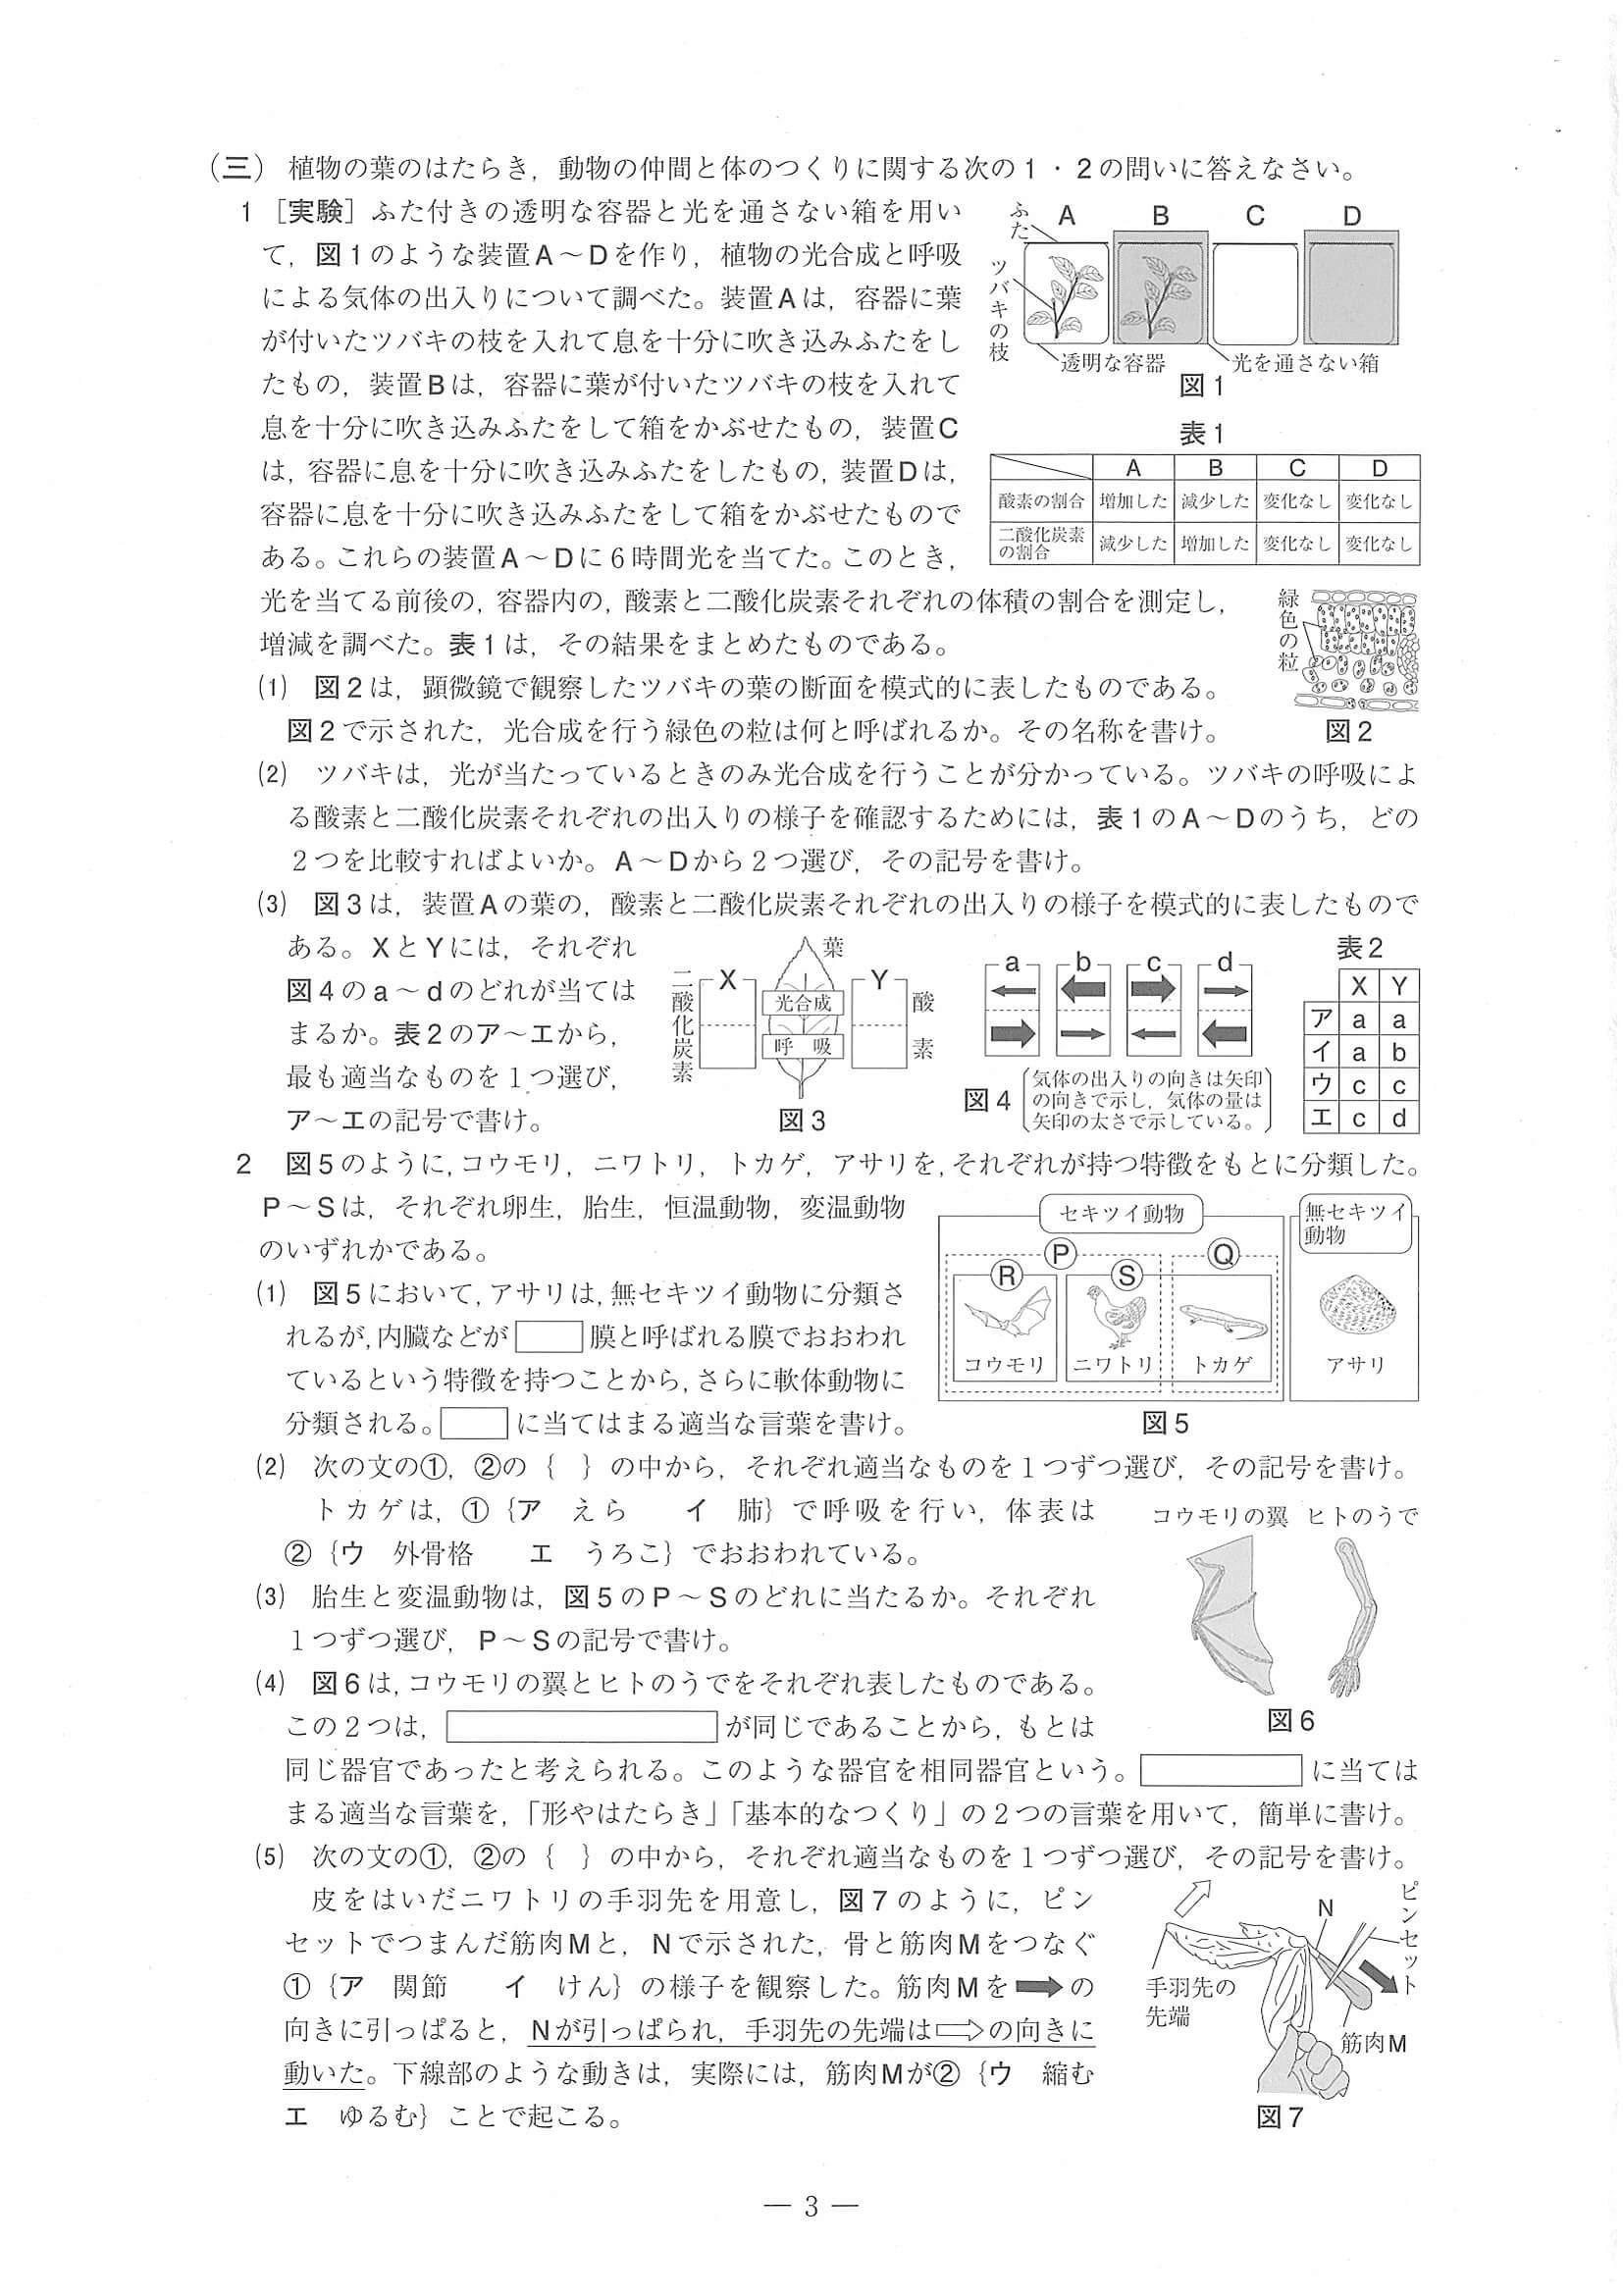 (三) 植物の葉のはたらき，動物の仲間と体のつくりに関する次の1・2の問いに答えなさい。
1 ［実験］ふた付きの透明な容器と光を通さない箱を用い
て，図1のような装置A～Dを作り，植物の光合成と呼吸
による気体の出入りについて調べた。装置Aは，容器に葉
が付いたツバキの枝を入れて息を十分に吹き込みふたをし
たもの，装置Bは，容器に葉が付いたツバキの枝を入れて
息を十分に吹き込みふたをして箱をかぶせたもの，装置C
は，容器に息を十分に吹き込みふたをしたもの，装置Dは，
容器に息を十分に吹き込みふたをして箱をかぶせたもので
ある。これらの装置A～Dに6時間光を当てた。このとき，
光を当てる前後の，容器内の，酸素と二酸化炭素それぞれの体積の割合を測定し，
増減を調べた。表1は，その結果をまとめたものである。
ふた
A B C D
ツバキの枝
透明な容器 光を通さない箱
図1
表1
A B C D
酸素の割合 増加した 減少した 変化なし 変化なし
二酸化炭素の割合 減少した 増加した 変化なし 変化なし
緑色の粒
図2
(1) 図2は，顕微鏡で観察したツバキの葉の断面を模式的に表したものである。
図2で示された，光合成を行う緑色の粒は何と呼ばれるか。その名称を書け。
(2) ツバキは，光が当たっているときのみ光合成を行うことが分かっている。ツバキの呼吸によ
る酸素と二酸化炭素それぞれの出入りの様子を確認するためには，表1のA～Dのうち，どの
2つを比較すればよいか。A～Dから2つ選び，その記号を書け。
(3) 図3は，装置Aの葉の，酸素と二酸化炭素それぞれの出入りの様子を模式的に表したもので
ある。XとYには，それぞれ
図4のa～dのどれが当ては
まるか。表2のア～エから，
最も適当なものを1つ選び，
ア～エの記号で書け。
二酸化炭素
X
葉
光合成
呼吸
Y
酸素
図3
a b c d
図4
気体の出入りの向きは矢印
の向きで示し，気体の量は
矢印の太さで示している。
表2
X Y
ア a a
イ a b
ウ c c
エ c d
2 図5のように，コウモリ，ニワトリ，トカゲ，アサリを，それぞれが持つ特徴をもとに分類した。
P～Sは，それぞれ卵生，胎生，恒温動物，変温動物
のいずれかである。
(1) 図5において，アサリは，無セキツイ動物に分類さ
れるが，内臓などが 膜と呼ばれる膜でおおわれ
ているという特徴を持つことから，さらに軟体動物に
分類される。 に当てはまる適当な言葉を書け。
セキツイ動物
無セキツイ動物
P Q
R S
コウモリ ニワトリ トカゲ アサリ
図5
(2) 次の文の①，②の { } の中から，それぞれ適当なものを1つずつ選び，その記号を書け。
トカゲは，① {ア えら イ 肺} で呼吸を行い，体表は
② {ウ 外骨格 エ うろこ} でおおわれている。
(3) 胎生と変温動物は，図5のP～Sのどれに当たるか。それぞれ
1つずつ選び，P～Sの記号で書け。
(4) 図6は，コウモリの翼とヒトのうでをそれぞれ表したものである。
この2つは， が同じであることから，もとは
同じ器官であったと考えられる。このような器官を相同器官という。 に当ては
まる適当な言葉を，「形やはたらき」「基本的なつくり」の2つの言葉を用いて，簡単に書け。
コウモリの翼 ヒトのうで
図6
(5) 次の文の①，②の { } の中から，それぞれ適当なものを1つずつ選び，その記号を書け。
皮をはいだニワトリの手羽先を用意し，図7のように，ピン
セットでつまんだ筋肉Mと，Nで示された，骨と筋肉Mをつなぐ
① {ア 関節 イ けん} の様子を観察した。筋肉Mを➡の
向きに引っぱると，Nが引っぱられ，手羽先の先端は⇨の向きに
動いた。下線部のような動きは，実際には，筋肉Mが② {ウ 縮む
エ ゆるむ} ことで起こる。
N
ピンセット
手羽先の
先端
筋肉M
図7
— 3 —